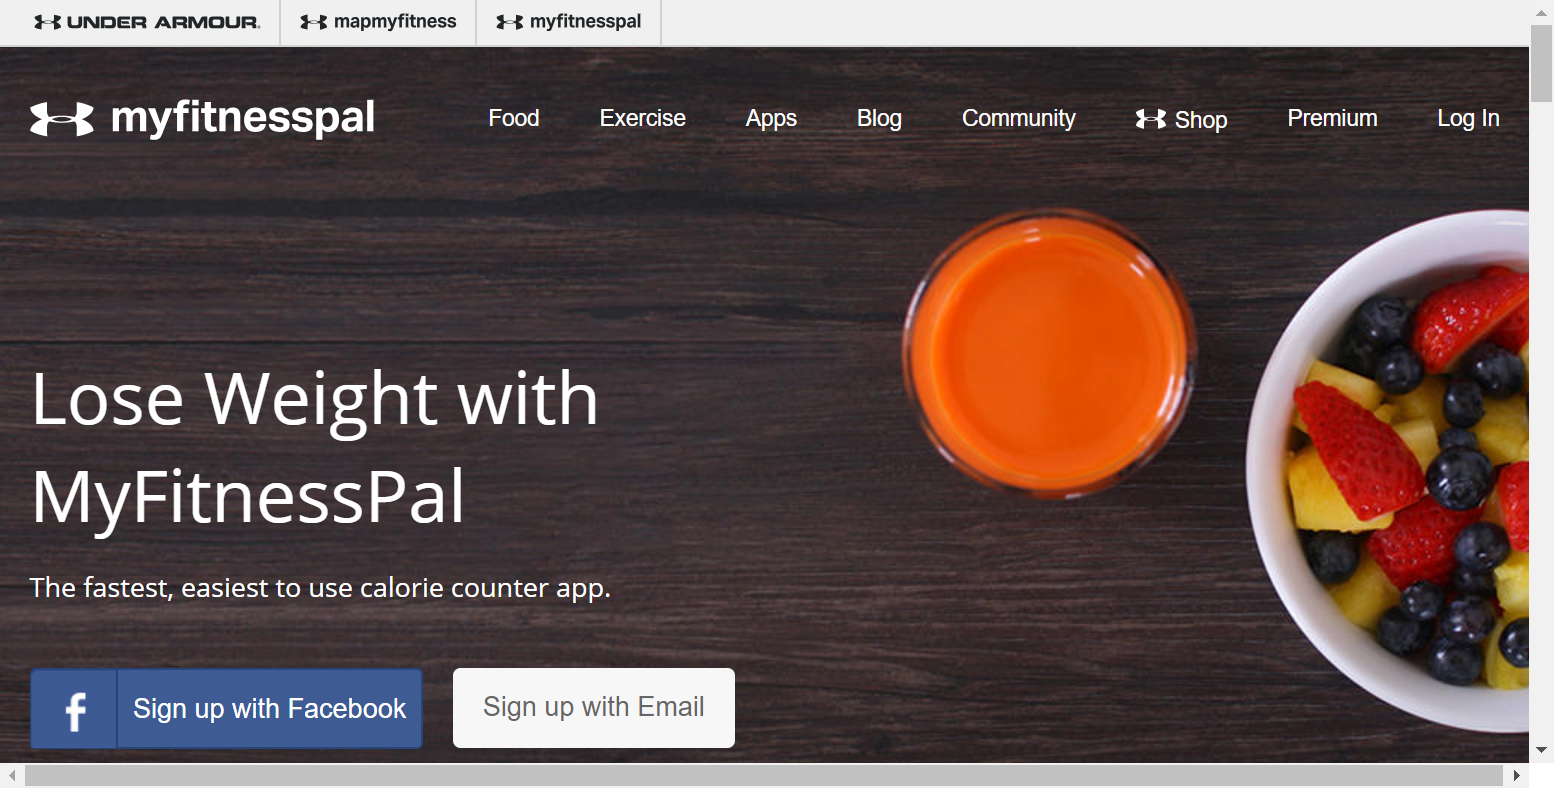 UNDER ARMOUR.
mapmyfitness
myfitnesspal
myfitnesspal
Food
Exercise
Apps
Blog
Community
Shop
Premium
Log In
Lose Weight with
MyFitnessPal
The fastest, easiest to use calorie counter app.
f Sign up with Facebook
Sign up with Email